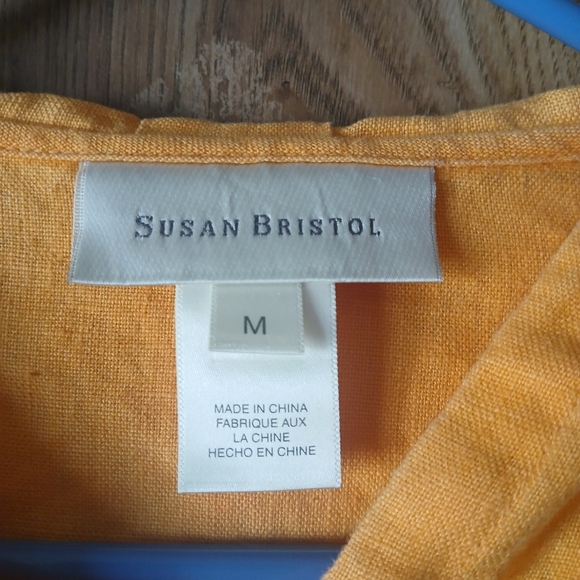 SUSAN BRISTOL
M
MADE IN CHINA
FABRIQUE AUX
LA CHINE
HECHO EN CHINE